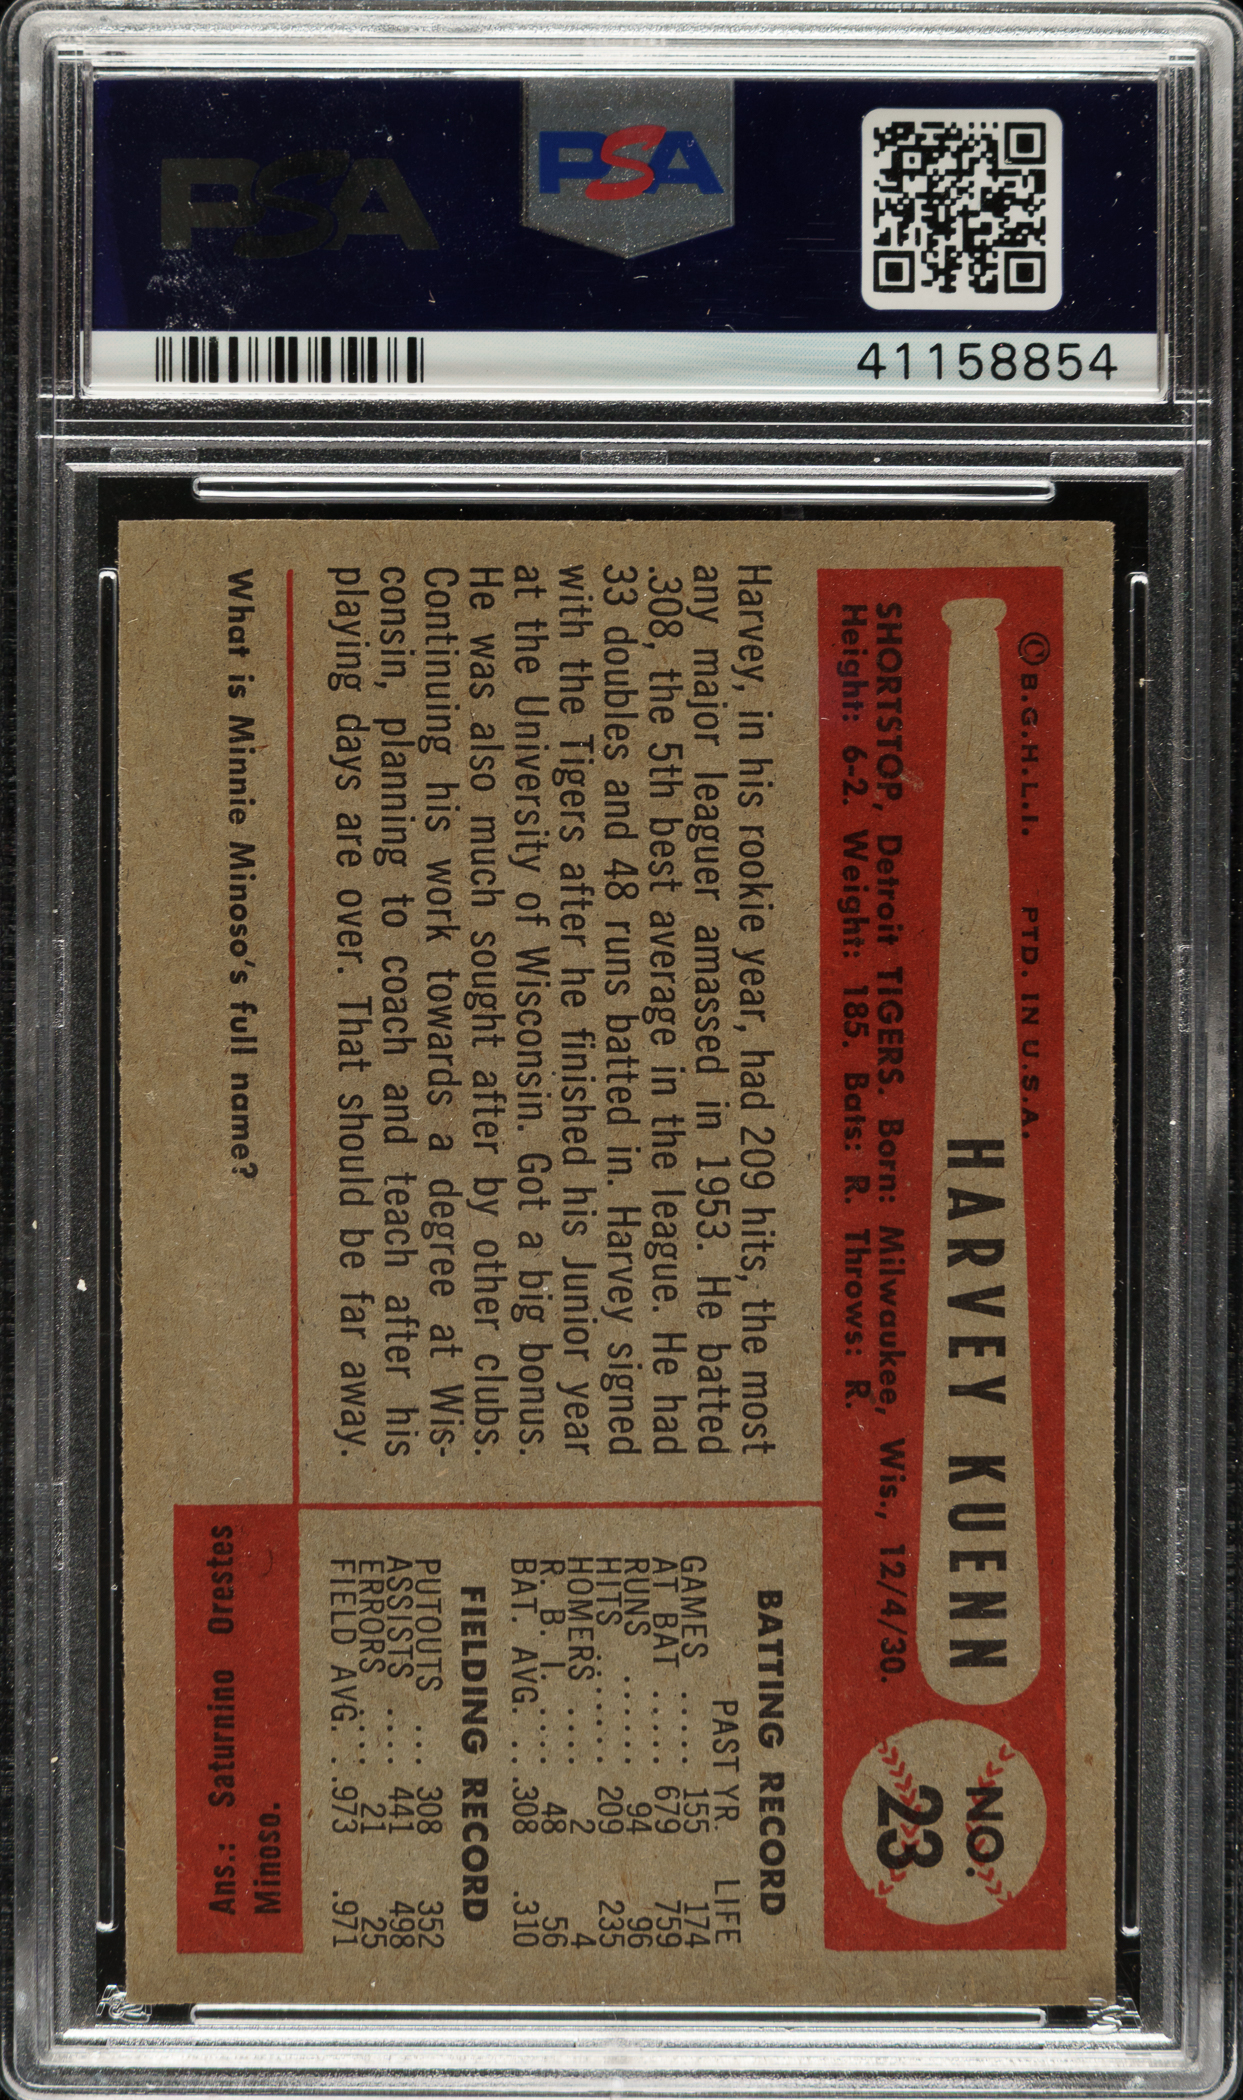 PSA
PSA
41158854
© B.G.H.L.I. PTD. IN U.S.A.
HARVEY KUENN
NO.
23
SHORTSTOP, Detroit TIGERS. Born: Milwaukee, Wis., 12/4/30.
Height: 6-2. Weight: 185. Bats: R. Throws: R.
Harvey, in his rookie year, had 209 hits, the most
any major leaguer amassed in 1953. He batted
.308, the 5th best average in the league. He had
33 doubles and 48 runs batted in. Harvey signed
with the Tigers after he finished his Junior year
at the University of Wisconsin. Got a big bonus.
He was also much sought after by other clubs.
Continuing his work towards a degree at Wis-
consin, planning to coach and teach after his
playing days are over. That should be far away.
BATTING RECORD
PAST YR. LIFE
GAMES ..... 155 174
AT BAT ..... 679 759
RUNS ...... 94 96
HITS ...... 209 235
HOMERS .... 2 4
R. B. I. .... 48 56
BAT. AVG. .. .308 .310
FIELDING RECORD
PUTOUTS ... 308 352
ASSISTS .... 441 498
ERRORS .... 21 25
FIELD AVG. . .973 .971
What is Minnie Minoso's full name?
Ans.: Saturnino Orestes
Minoso.